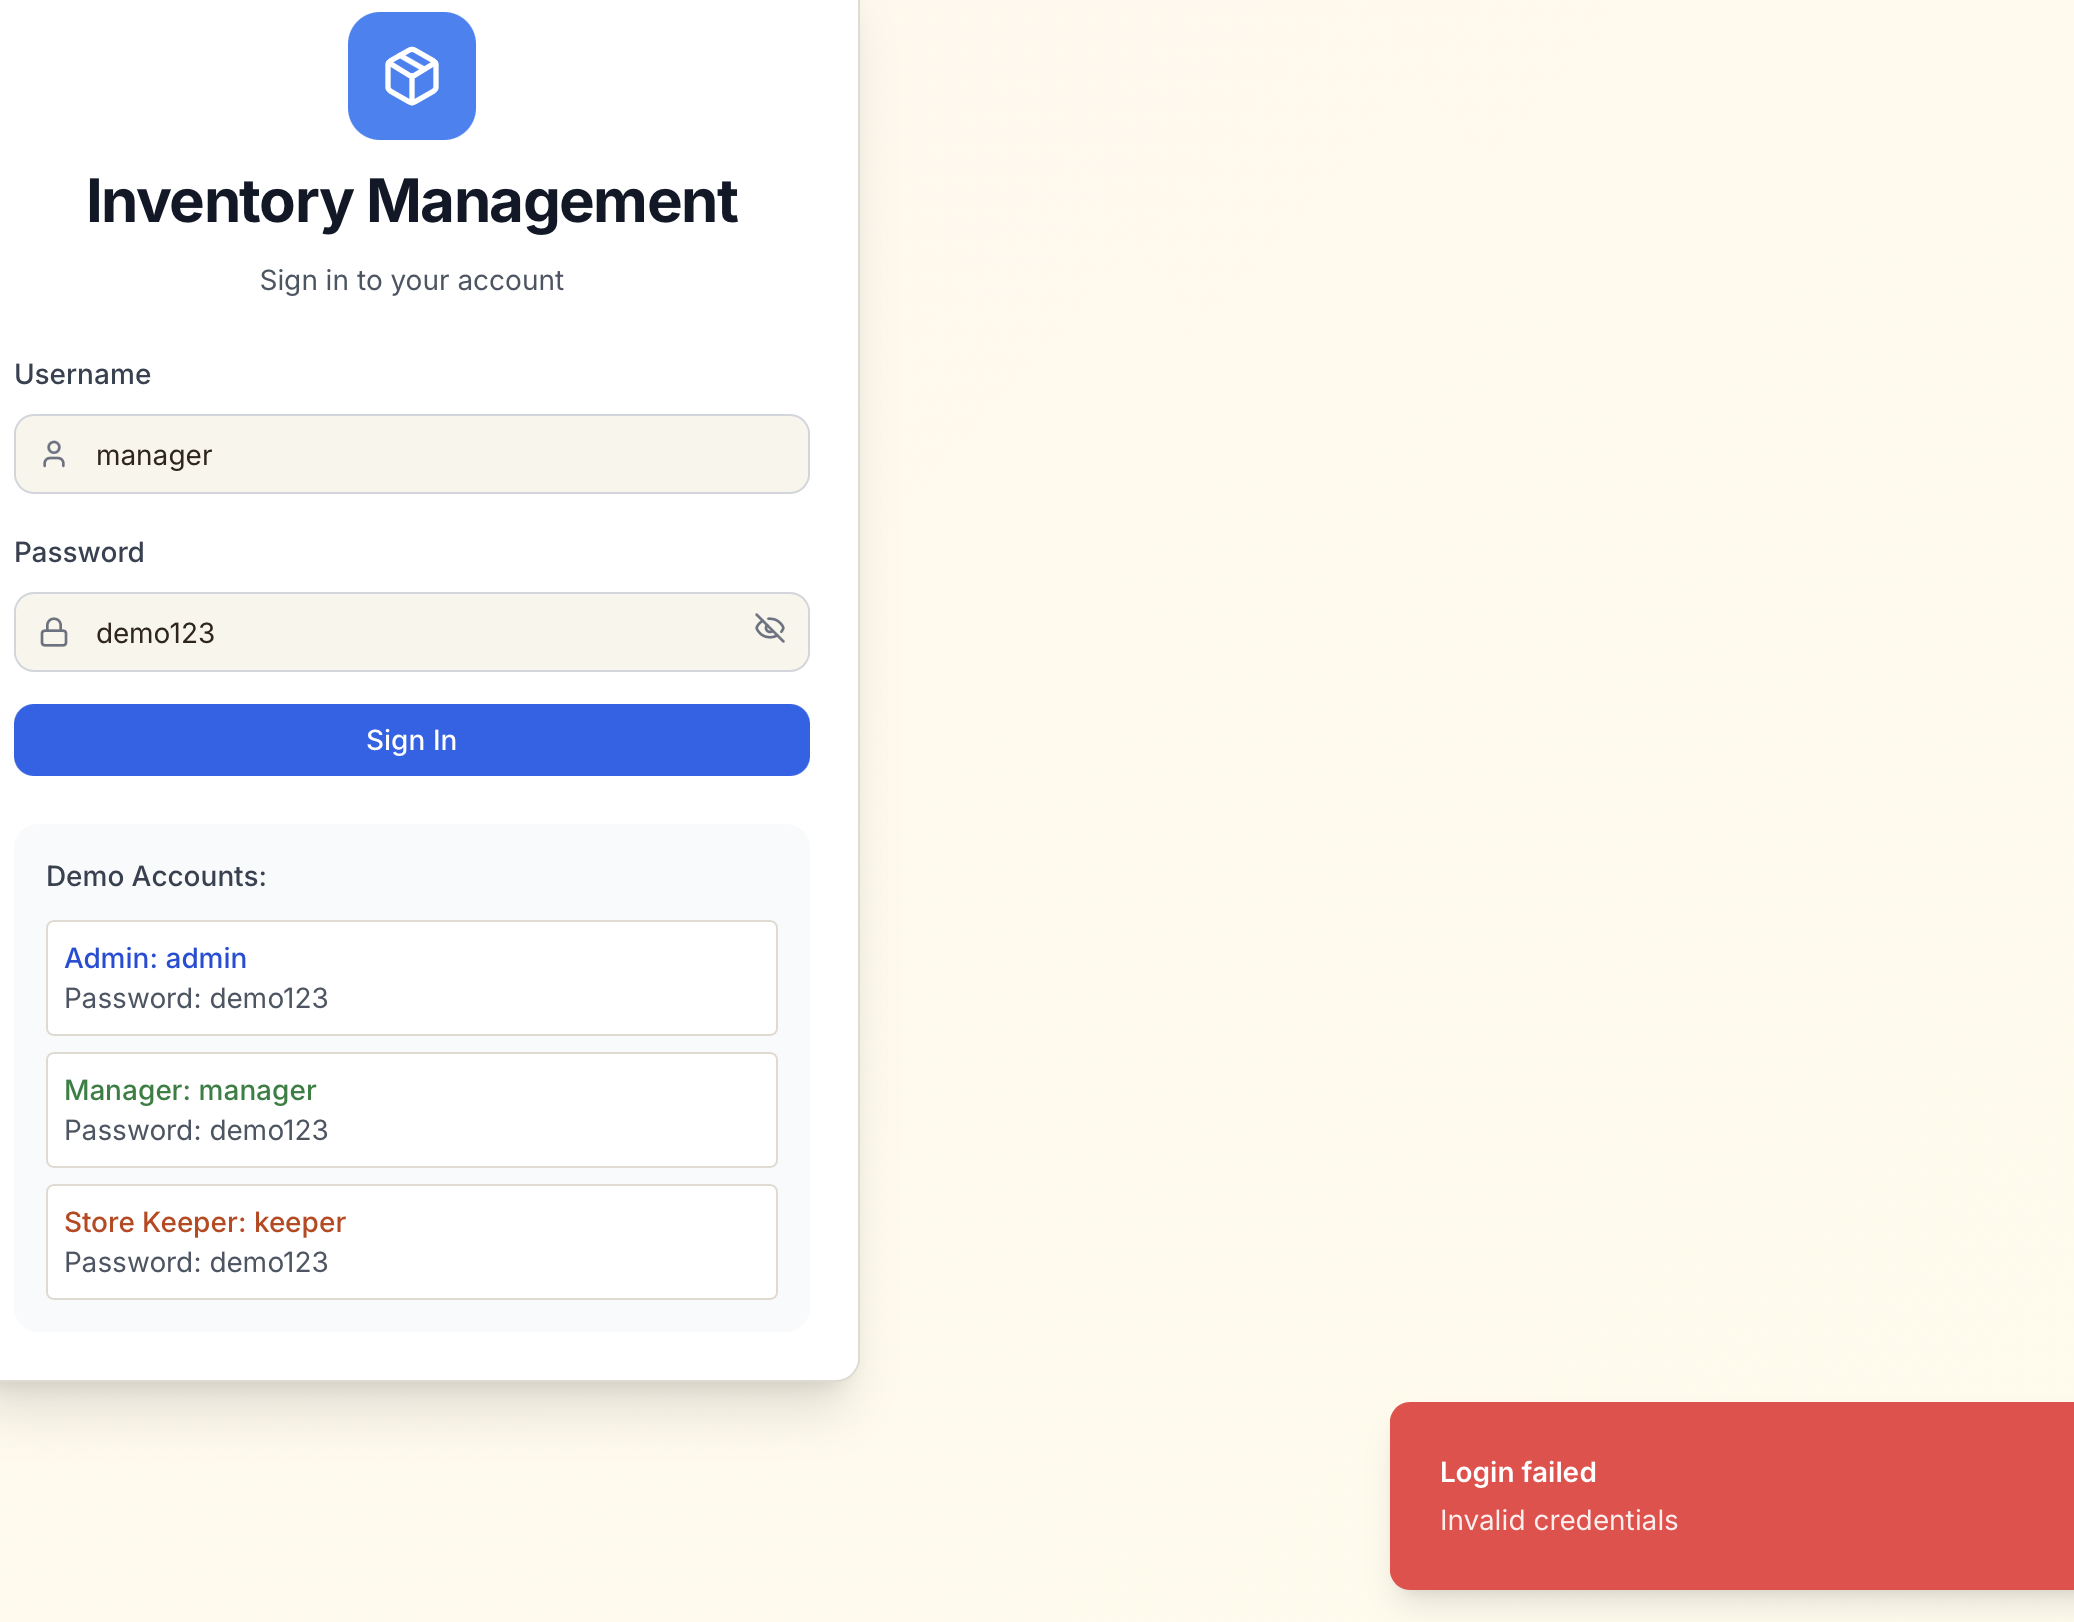 Inventory Management
Sign in to your account
Username
manager
Password
demo123
Sign In
Demo Accounts:
Admin: admin
Password: demo123
Manager: manager
Password: demo123
Store Keeper: keeper
Password: demo123
Login failed
Invalid credentials